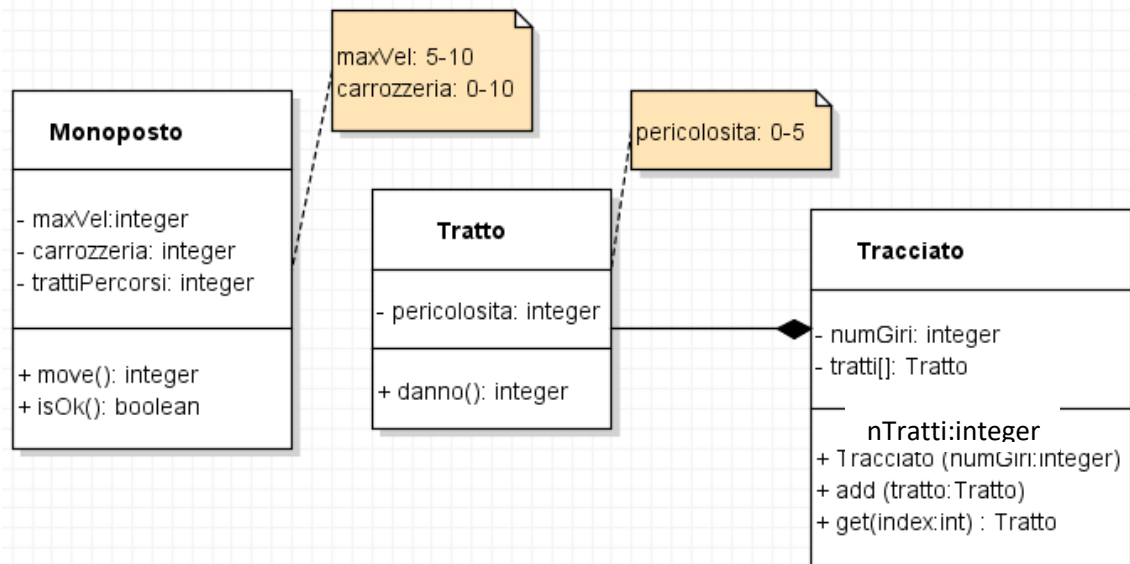 maxVel: 5-10
carrozzeria: 0-10
Monoposto
- maxVel:integer
- carrozzeria: integer
- trattiPercorsi: integer
+ move(): integer
+ isOk(): boolean
pericolosita: 0-5
Tratto
- pericolosita: integer
+ danno(): integer
Tracciato
- numGiri: integer
- tratti[]: Tratto
nTratti:integer
+ Tracciato (numGiri:integer)
+ add (tratto:Tratto)
+ get(index:int) : Tratto